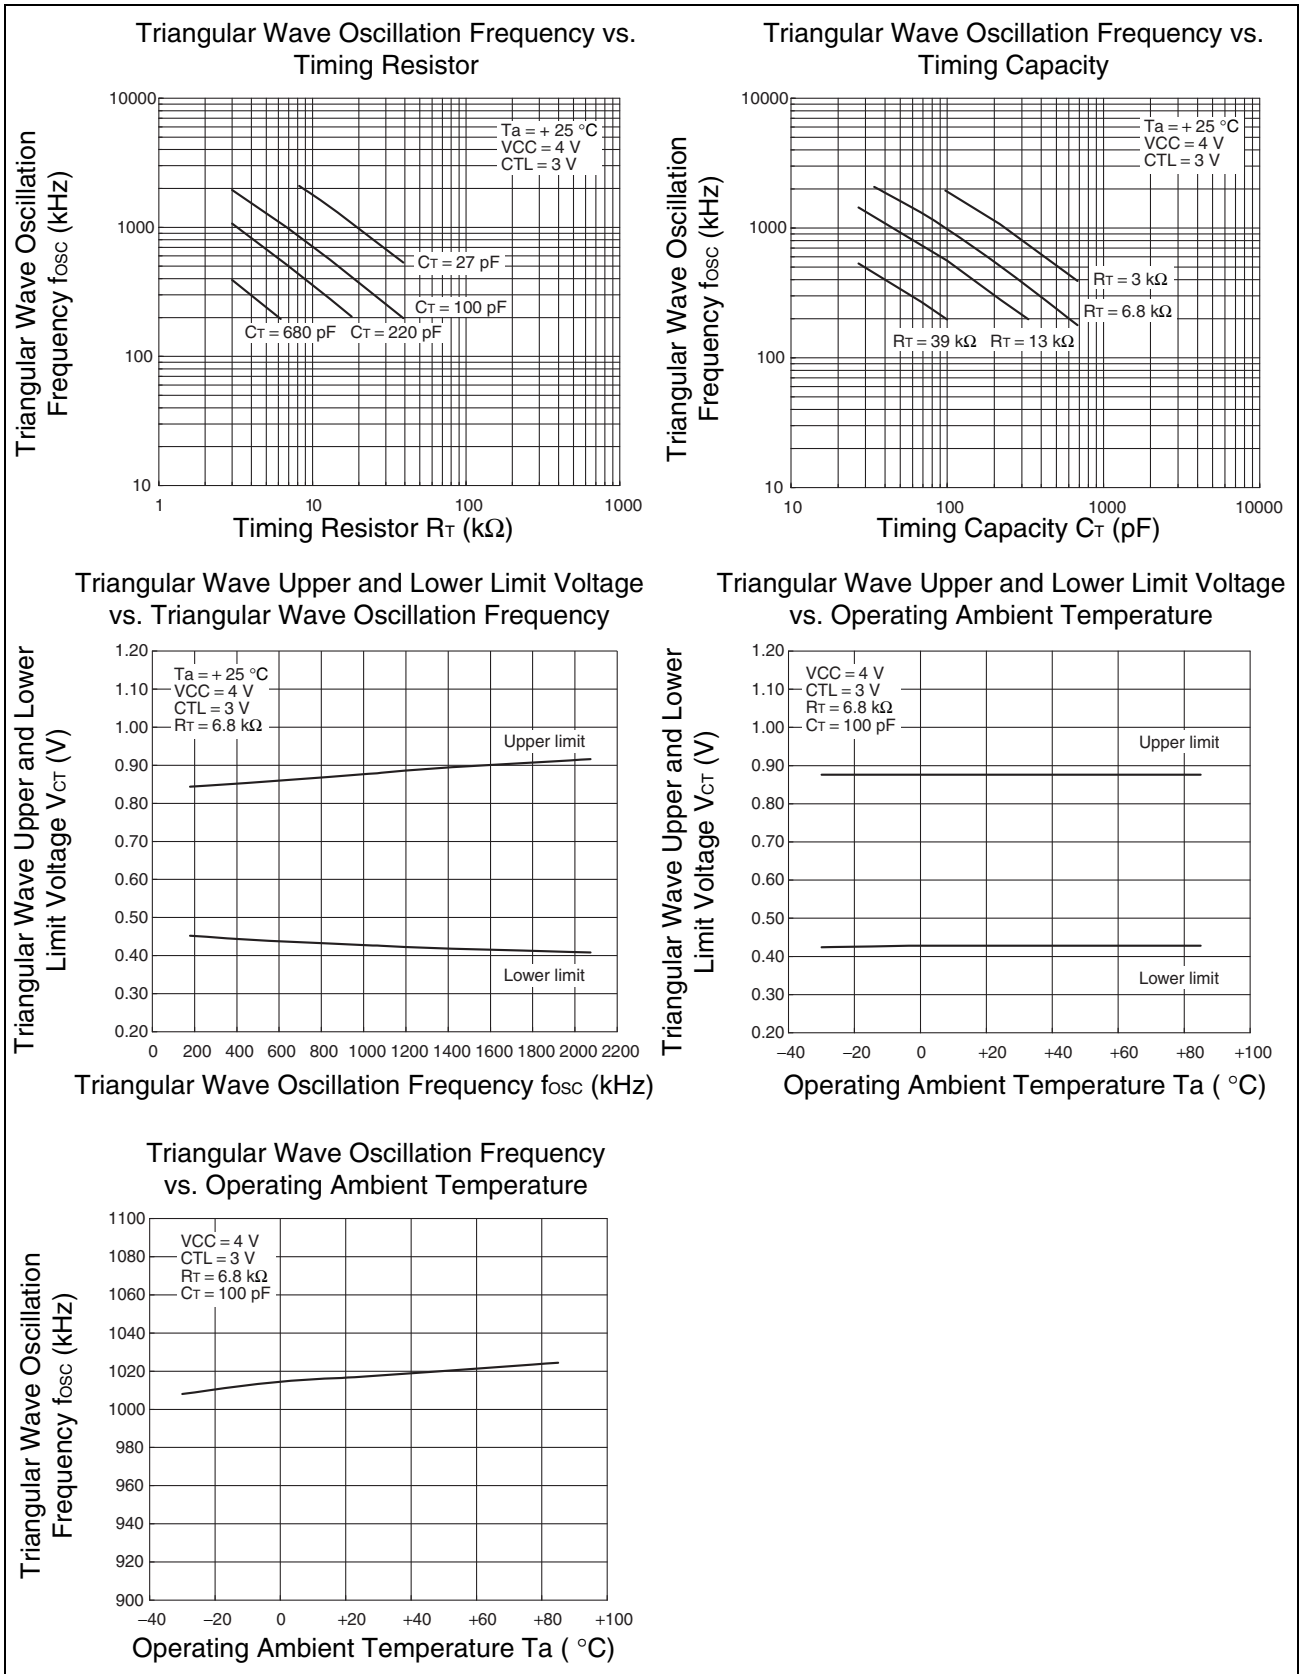 Triangular Wave Oscillation Frequency vs.
Timing Resistor
Triangular Wave Oscillation
Frequency fOSC (kHz)
10000
1000
100
10
Ta = + 25 °C
VCC = 4 V
CTL = 3 V
CT = 27 pF
CT = 100 pF
CT = 680 pF CT = 220 pF
1 10 100 1000
Timing Resistor RT (kΩ)
Triangular Wave Oscillation Frequency vs.
Timing Capacity
Triangular Wave Oscillation
Frequency fOSC (kHz)
10000
1000
100
10
Ta = + 25 °C
VCC = 4 V
CTL = 3 V
RT = 3 kΩ
RT = 6.8 kΩ
RT = 39 kΩ RT = 13 kΩ
10 100 1000 10000
Timing Capacity CT (pF)
Triangular Wave Upper and Lower Limit Voltage
vs. Triangular Wave Oscillation Frequency
Triangular Wave Upper and Lower
Limit Voltage VCT (V)
1.20
1.10
1.00
0.90
0.80
0.70
0.60
0.50
0.40
0.30
0.20
Ta = + 25 °C
VCC = 4 V
CTL = 3 V
RT = 6.8 kΩ
Upper limit
Lower limit
0 200 400 600 800 1000 1200 1400 1600 1800 2000 2200
Triangular Wave Oscillation Frequency fOSC (kHz)
Triangular Wave Upper and Lower Limit Voltage
vs. Operating Ambient Temperature
Triangular Wave Upper and Lower
Limit Voltage VCT (V)
1.20
1.10
1.00
0.90
0.80
0.70
0.60
0.50
0.40
0.30
0.20
VCC = 4 V
CTL = 3 V
RT = 6.8 kΩ
CT = 100 pF
Upper limit
Lower limit
−40 −20 0 +20 +40 +60 +80 +100
Operating Ambient Temperature Ta ( °C)
Triangular Wave Oscillation Frequency
vs. Operating Ambient Temperature
Triangular Wave Oscillation
Frequency fOSC (kHz)
1100
1080
1060
1040
1020
1000
980
960
940
920
900
VCC = 4 V
CTL = 3 V
RT = 6.8 kΩ
CT = 100 pF
−40 −20 0 +20 +40 +60 +80 +100
Operating Ambient Temperature Ta ( °C)